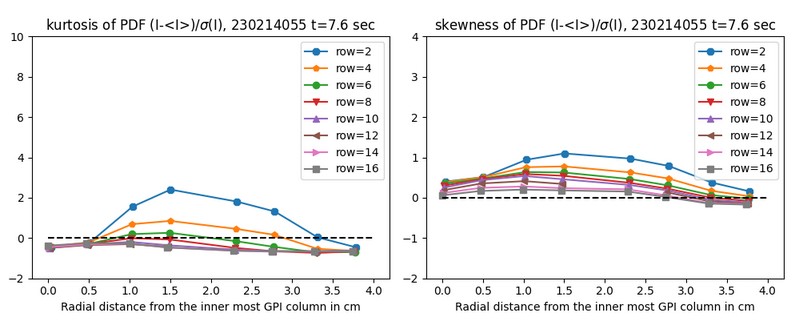 kurtosis of PDF (I-<I>)/σ(I), 230214055 t=7.6 sec
10
8
6
4
2
0
−2
0.0 0.5 1.0 1.5 2.0 2.5 3.0 3.5 4.0
Radial distance from the inner most GPI column in cm
row=2
row=4
row=6
row=8
row=10
row=12
row=14
row=16
skewness of PDF (I-<I>)/σ(I), 230214055 t=7.6 sec
4
3
2
1
0
−1
−2
0.0 0.5 1.0 1.5 2.0 2.5 3.0 3.5 4.0
Radial distance from the inner most GPI column in cm
row=2
row=4
row=6
row=8
row=10
row=12
row=14
row=16